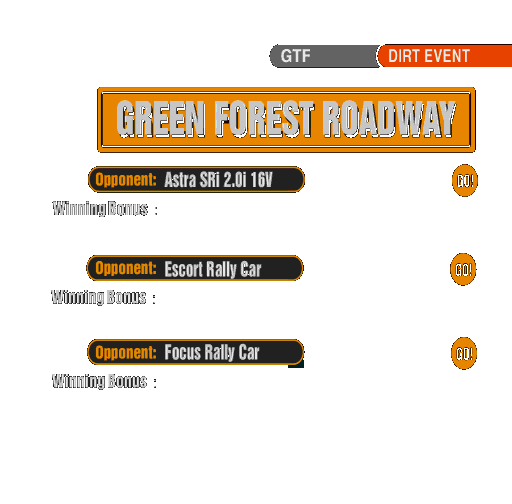 GTF DIRT EVENT
GREEN FOREST ROADWAY
Opponent: Astra SRi 2.0i 16V GO!
Winning Bonus :
Opponent: Escort Rally Car GO!
Winning Bonus :
Opponent: Focus Rally Car GO!
Winning Bonus :